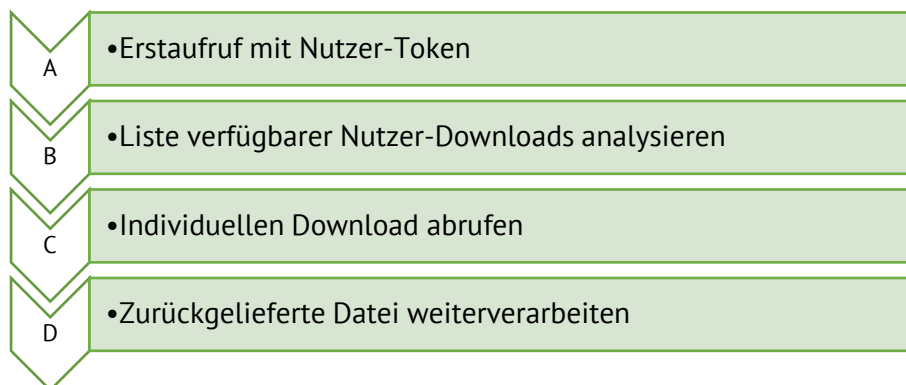 A
•Erstaufruf mit Nutzer-Token
B
•Liste verfügbarer Nutzer-Downloads analysieren
C
•Individuellen Download abrufen
D
•Zurückgelieferte Datei weiterverarbeiten